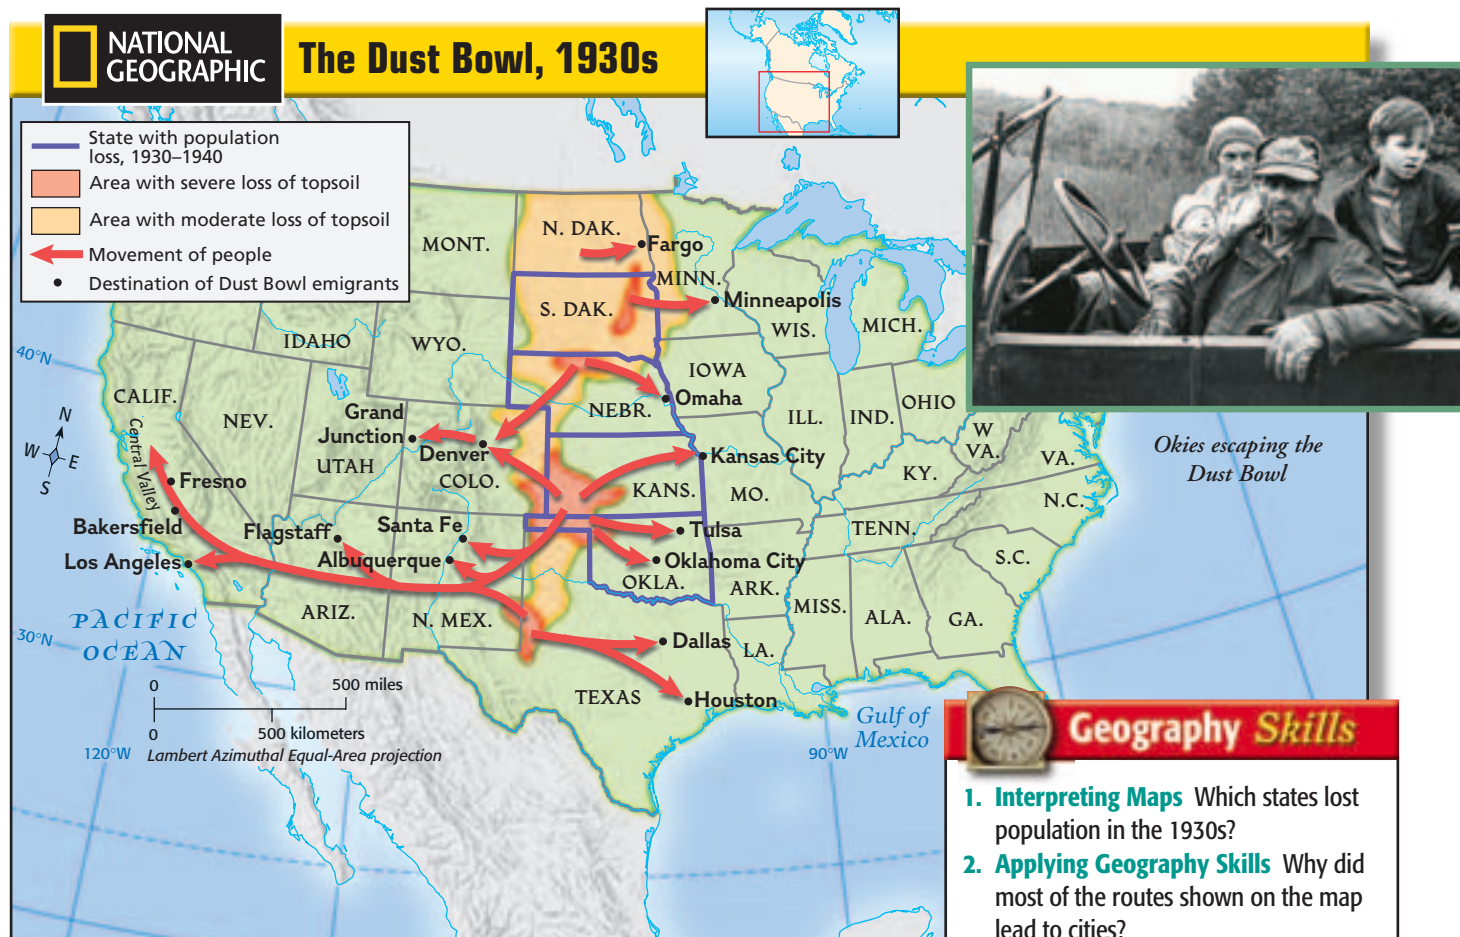 NATIONAL
GEOGRAPHIC
The Dust Bowl, 1930s
State with population
loss, 1930–1940
Area with severe loss of topsoil
Area with moderate loss of topsoil
Movement of people
Destination of Dust Bowl emigrants
MONT.
N. DAK.
Fargo
MINN.
S. DAK.
Minneapolis
WIS.
MICH.
40°N
IDAHO
WYO.
IOWA
CALIF.
NEV.
Grand
Junction
NEBR.
Omaha
ILL.
IND.
OHIO
N
W
E
S
Central Valley
UTAH
Denver
COLO.
Kansas City
W
VA.
VA.
KY.
Okies escaping the
Dust Bowl
Fresno
KANS.
MO.
N.C.
Bakersfield
Flagstaff
Santa Fe
Tulsa
TENN.
Los Angeles
Albuquerque
Oklahoma City
S.C.
OKLA.
ARK.
MISS.
ALA.
GA.
PACIFIC
OCEAN
ARIZ.
N. MEX.
30°N
Dallas
LA.
TEXAS
Houston
0
500 miles
0
500 kilometers
Lambert Azimuthal Equal-Area projection
120°W
90°W
Gulf of
Mexico
Geography Skills
1. Interpreting Maps Which states lost
population in the 1930s?
2. Applying Geography Skills Why did
most of the routes shown on the map
lead to cities?